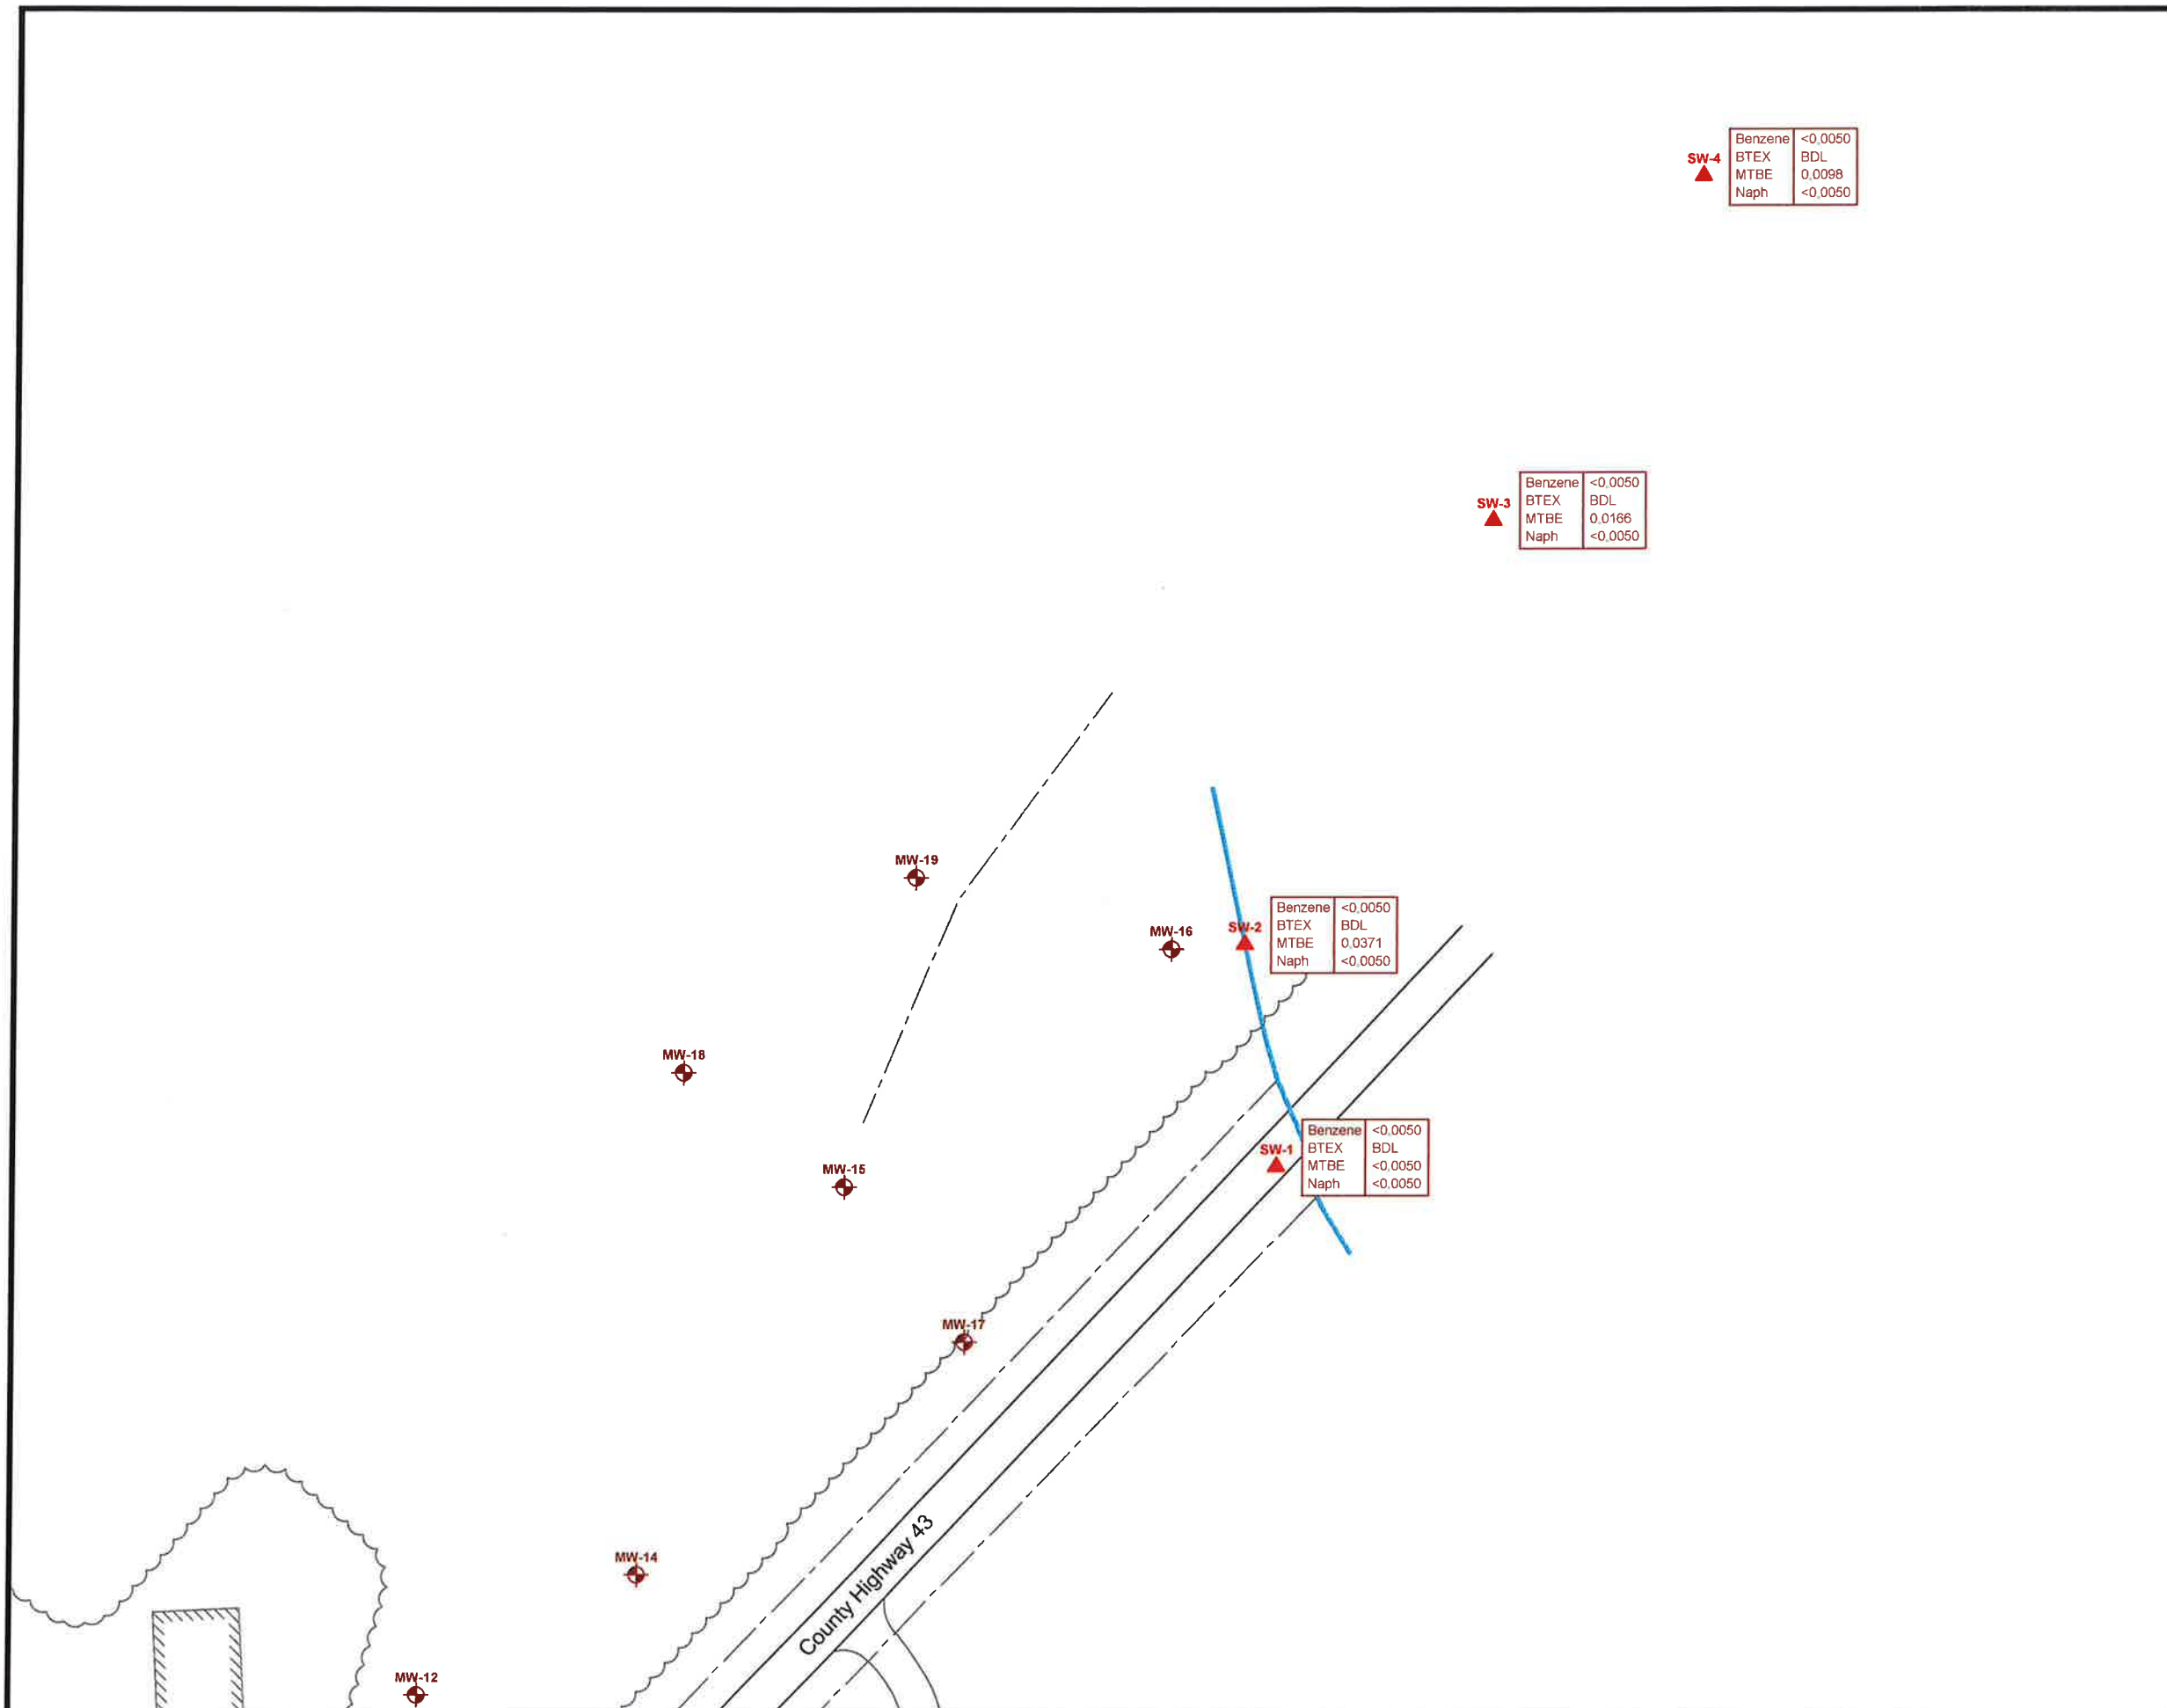 SW-4
Benzene <0.0050
BTEX BDL
MTBE 0.0098
Naph <0.0050
SW-3
Benzene <0.0050
BTEX BDL
MTBE 0.0166
Naph <0.0050
MW-19
MW-16
SW-2
Benzene <0.0050
BTEX BDL
MTBE 0.0371
Naph <0.0050
MW-18
SW-1
Benzene <0.0050
BTEX BDL
MTBE <0.0050
Naph <0.0050
MW-15
MW-17
County Highway 43
MW-14
MW-12